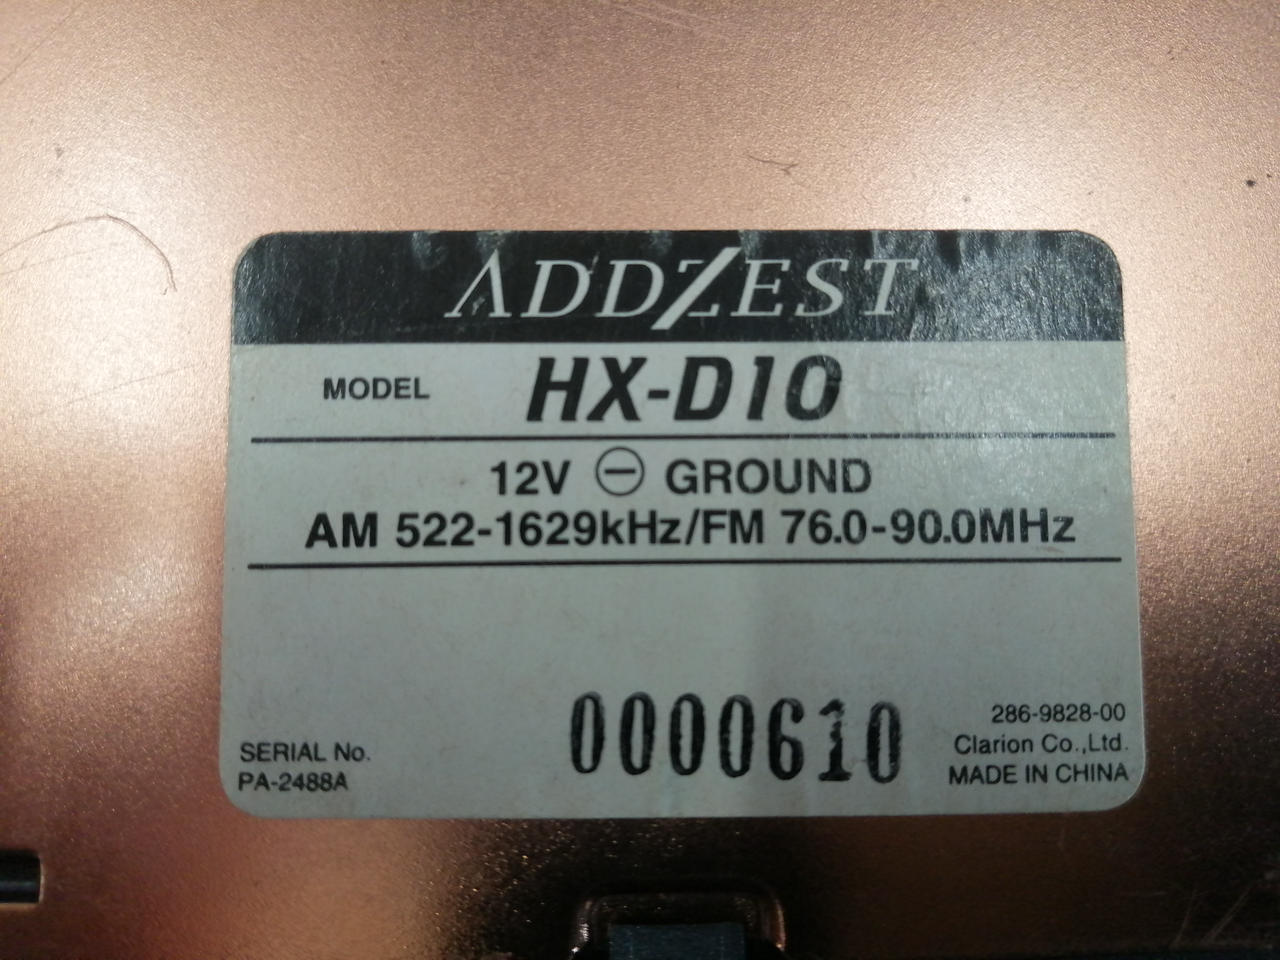 ADDZEST
MODEL HX-D10
12V ⊖ GROUND
AM 522-1629kHz/FM 76.0-90.0MHz
SERIAL No.
PA-2488A
0000610
286-9828-00
Clarion Co.,Ltd.
MADE IN CHINA